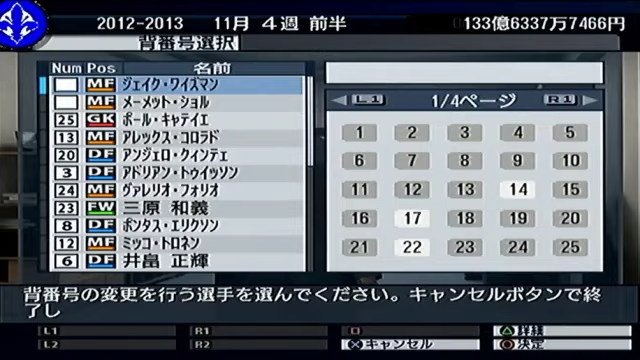 2012-2013 11月 4週 前半 133億6337万7466円
背番号選択
Num Pos 名前
MF ジェイク・ワイズマン
MF メーメット・ショル
25 GK ポール・キャテイエ
13 MF アレックス・コロラド
20 DF アンジェロ・クィンテェ
3 DF アドリアン・トゥイッソン
24 MF ヴァレリオ・フォリオ
23 FW 三原 和義
8 DF ポンタス・エリクソン
12 MF ミッコ・トロネン
6 DF 井畠 正輝
L1 1/4ページ R1
1 2 3 4 5
6 7 8 9 10
11 12 13 14 15
16 17 18 19 20
21 22 23 24 25
背番号の変更を行う選手を選んでください。キャンセルボタンで終
了し
L1 R1 詳細
L2 R2 キャンセル 決定